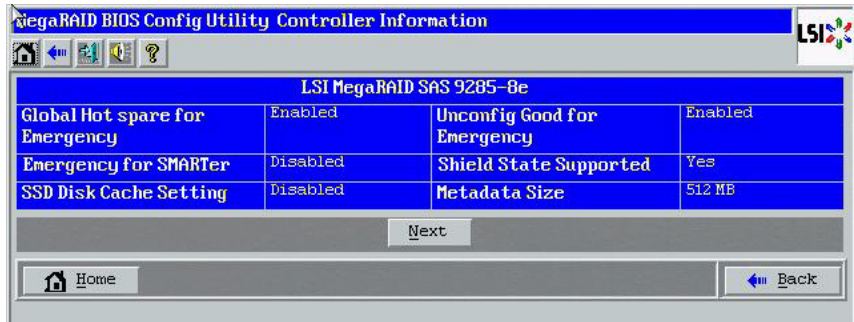 MegaRAID BIOS Config Utility Controller Information
LSI
LSI MegaRAID SAS 9285-8e
Global Hot spare for Emergency Enabled Unconfig Good for Emergency Enabled
Emergency for SMARTer Disabled Shield State Supported Yes
SSD Disk Cache Setting Disabled Metadata Size 512 MB
Next
Home Back